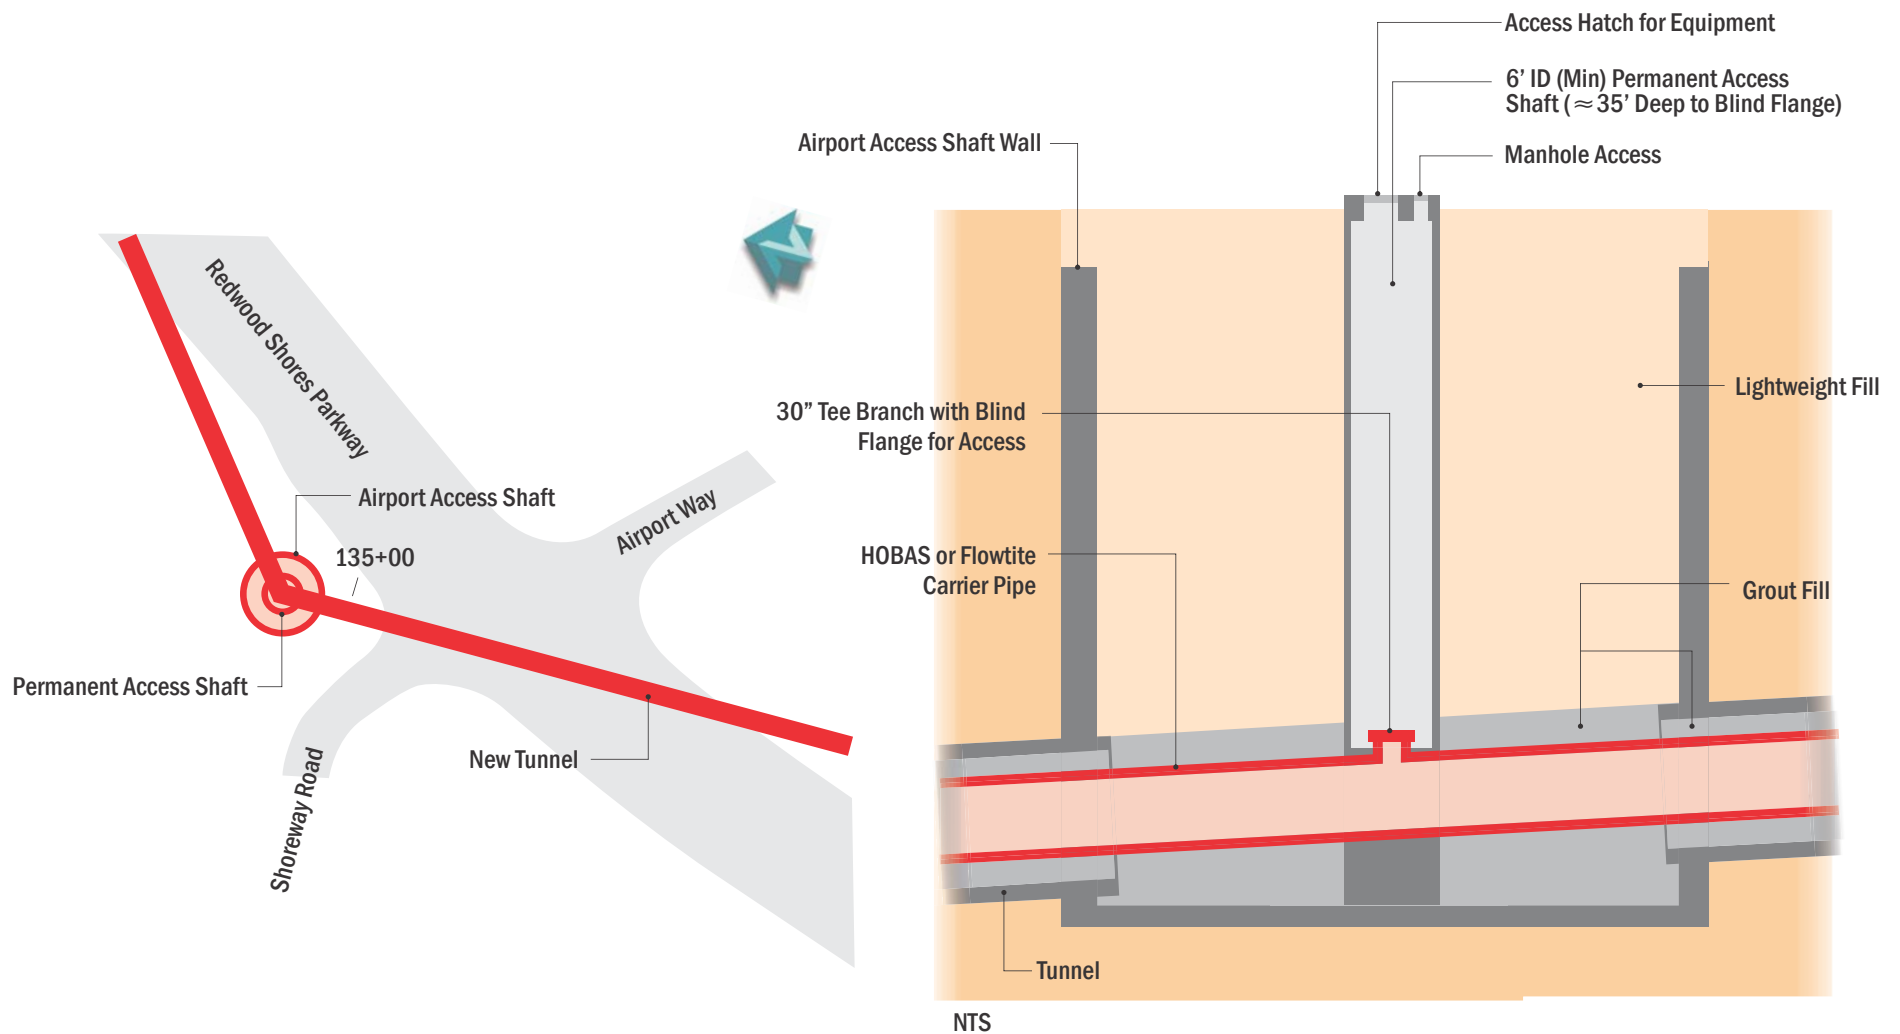 Redwood Shores Parkway
Airport Access Shaft
135+00
Airport Way
Permanent Access Shaft
New Tunnel
Shoreway Road
Access Hatch for Equipment
6’ ID (Min) Permanent Access
Shaft (≈35’ Deep to Blind Flange)
Airport Access Shaft Wall
Manhole Access
Lightweight Fill
30” Tee Branch with Blind
Flange for Access
HOBAS or Flowtite
Carrier Pipe
Grout Fill
Tunnel
NTS